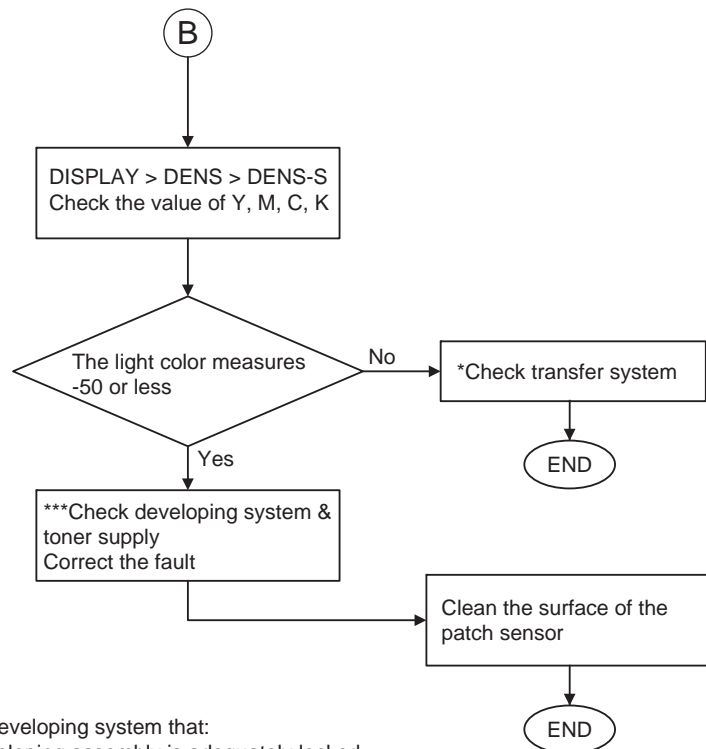 B
DISPLAY > DENS > DENS-S
Check the value of Y, M, C, K
The light color measures
-50 or less
No
*Check transfer system
END
Yes
***Check developing system &
toner supply
Correct the fault
Clean the surface of the
patch sensor
END
eveloping system that: